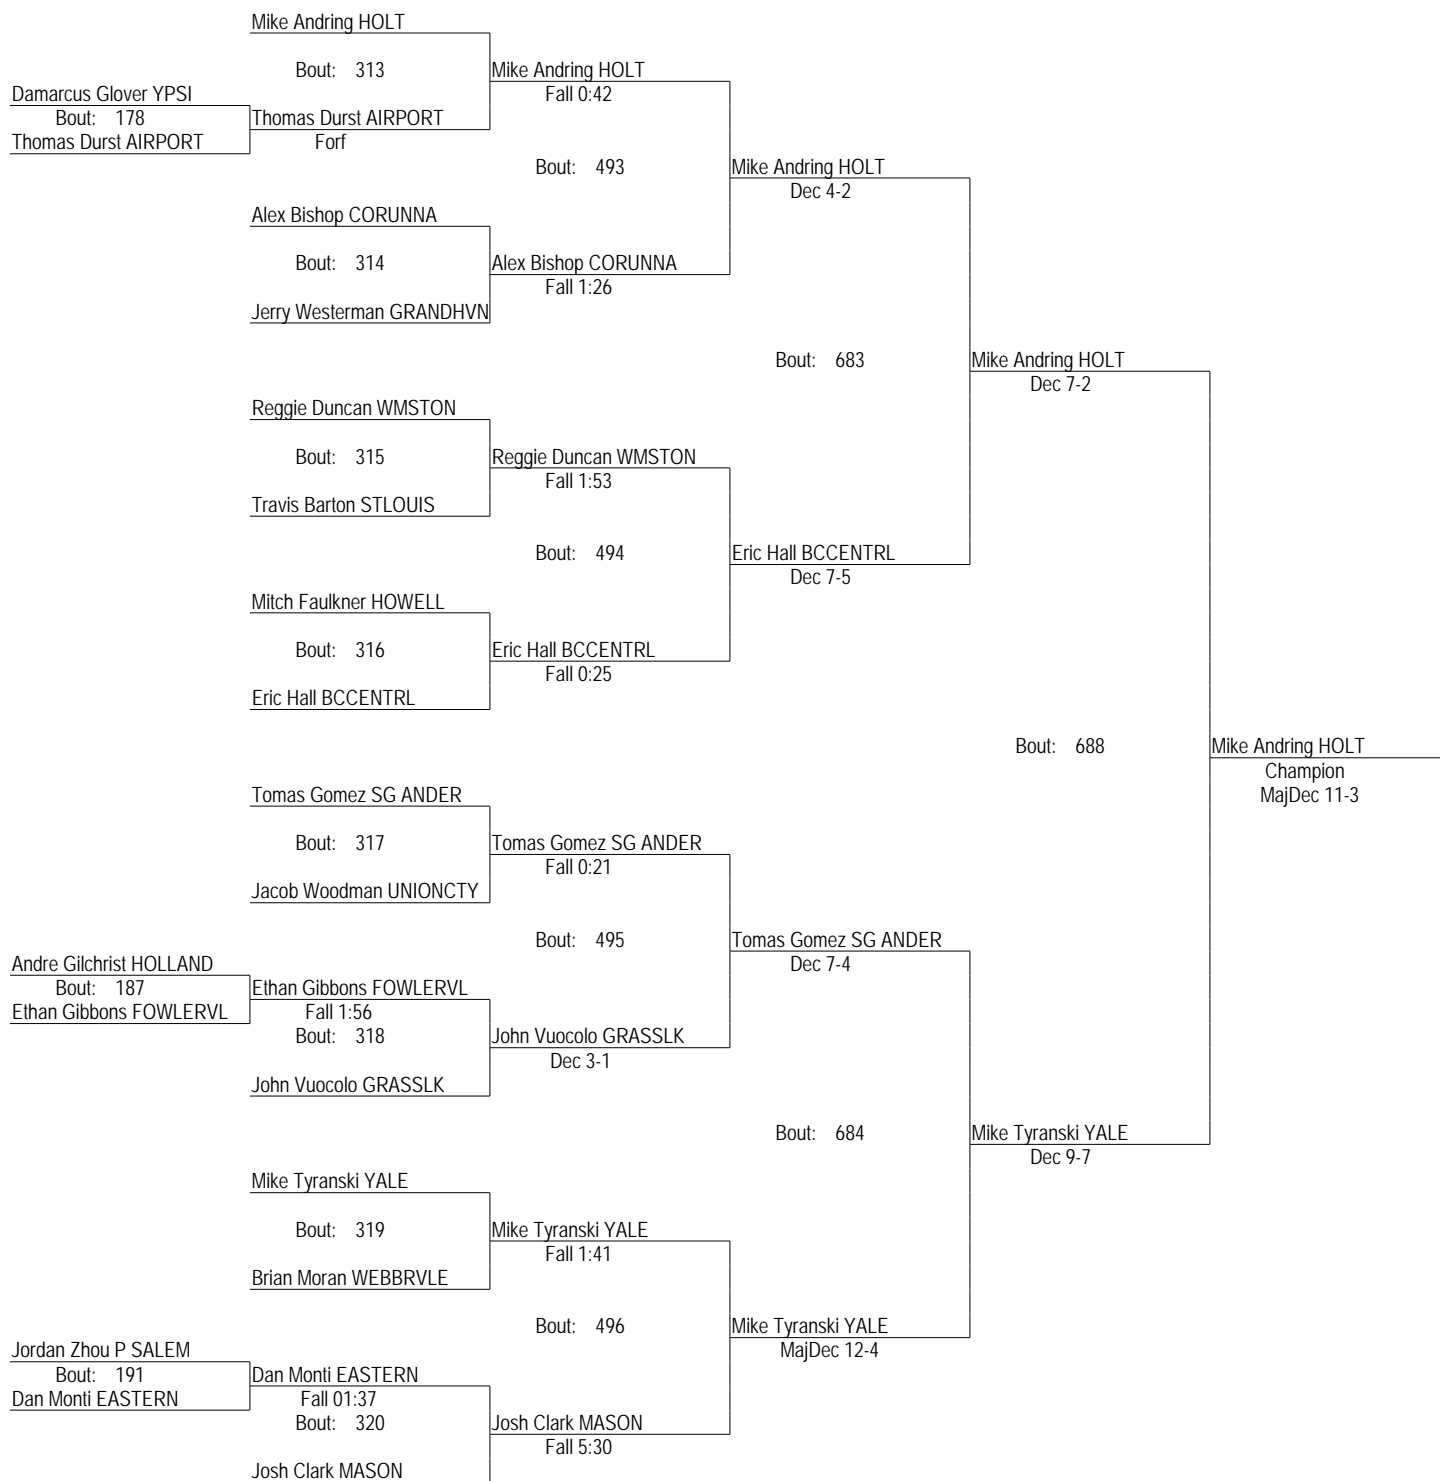 Mike Andring HOLT
Bout: 313
Mike Andring HOLT
Fall 0:42
Damarcus Glover YPSI
Bout: 178
Thomas Durst AIRPORT
Thomas Durst AIRPORT
Forf
Bout: 493
Mike Andring HOLT
Dec 4-2
Alex Bishop CORUNNA
Bout: 314
Alex Bishop CORUNNA
Fall 1:26
Jerry Westerman GRANDHVN
Bout: 683
Mike Andring HOLT
Dec 7-2
Reggie Duncan WMSTON
Bout: 315
Reggie Duncan WMSTON
Fall 1:53
Travis Barton STLOUIS
Bout: 494
Eric Hall BCCENTRL
Dec 7-5
Mitch Faulkner HOWELL
Bout: 316
Eric Hall BCCENTRL
Fall 0:25
Eric Hall BCCENTRL
Bout: 688
Mike Andring HOLT
Champion
MajDec 11-3
Tomas Gomez SG ANDER
Bout: 317
Tomas Gomez SG ANDER
Fall 0:21
Jacob Woodman UNIONCTY
Bout: 495
Tomas Gomez SG ANDER
Dec 7-4
Andre Gilchrist HOLLAND
Bout: 187
Ethan Gibbons FOWLERVL
Ethan Gibbons FOWLERVL
Fall 1:56
Bout: 318
John Vuocolo GRASSLK
Dec 3-1
John Vuocolo GRASSLK
Bout: 684
Mike Tyranski YALE
Dec 9-7
Mike Tyranski YALE
Bout: 319
Mike Tyranski YALE
Fall 1:41
Brian Moran WEBBRVLE
Bout: 496
Mike Tyranski YALE
MajDec 12-4
Jordan Zhou P SALEM
Bout: 191
Dan Monti EASTERN
Dan Monti EASTERN
Fall 01:37
Bout: 320
Josh Clark MASON
Fall 5:30
Josh Clark MASON